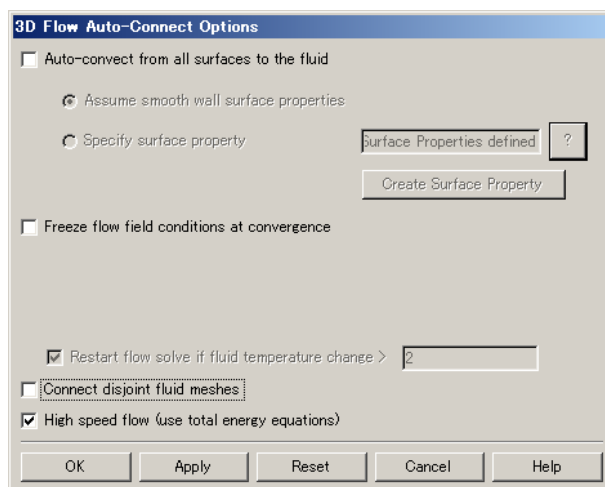 3D Flow Auto-Connect Options
Auto-convect from all surfaces to the fluid
Assume smooth wall surface properties
Specify surface property
Surface Properties defined
?
Create Surface Property
Freeze flow field conditions at convergence
Restart flow solve if fluid temperature change >
2
Connect disjoint fluid meshes
High speed flow (use total energy equations)
OK
Apply
Reset
Cancel
Help